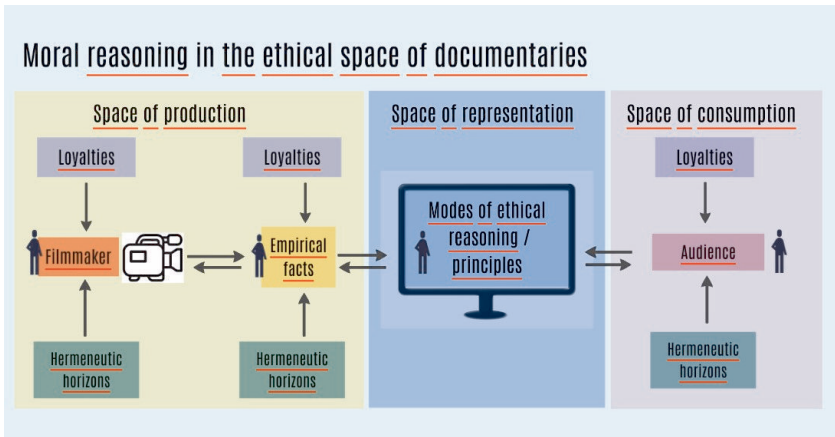 Moral reasoning in the ethical space of documentaries
Space of production
Loyalties
Loyalties
Filmmaker
Empirical
facts
Hermeneutic
horizons
Hermeneutic
horizons
Space of representation
Modes of ethical
reasoning /
principles
Space of consumption
Loyalties
Audience
Hermeneutic
horizons